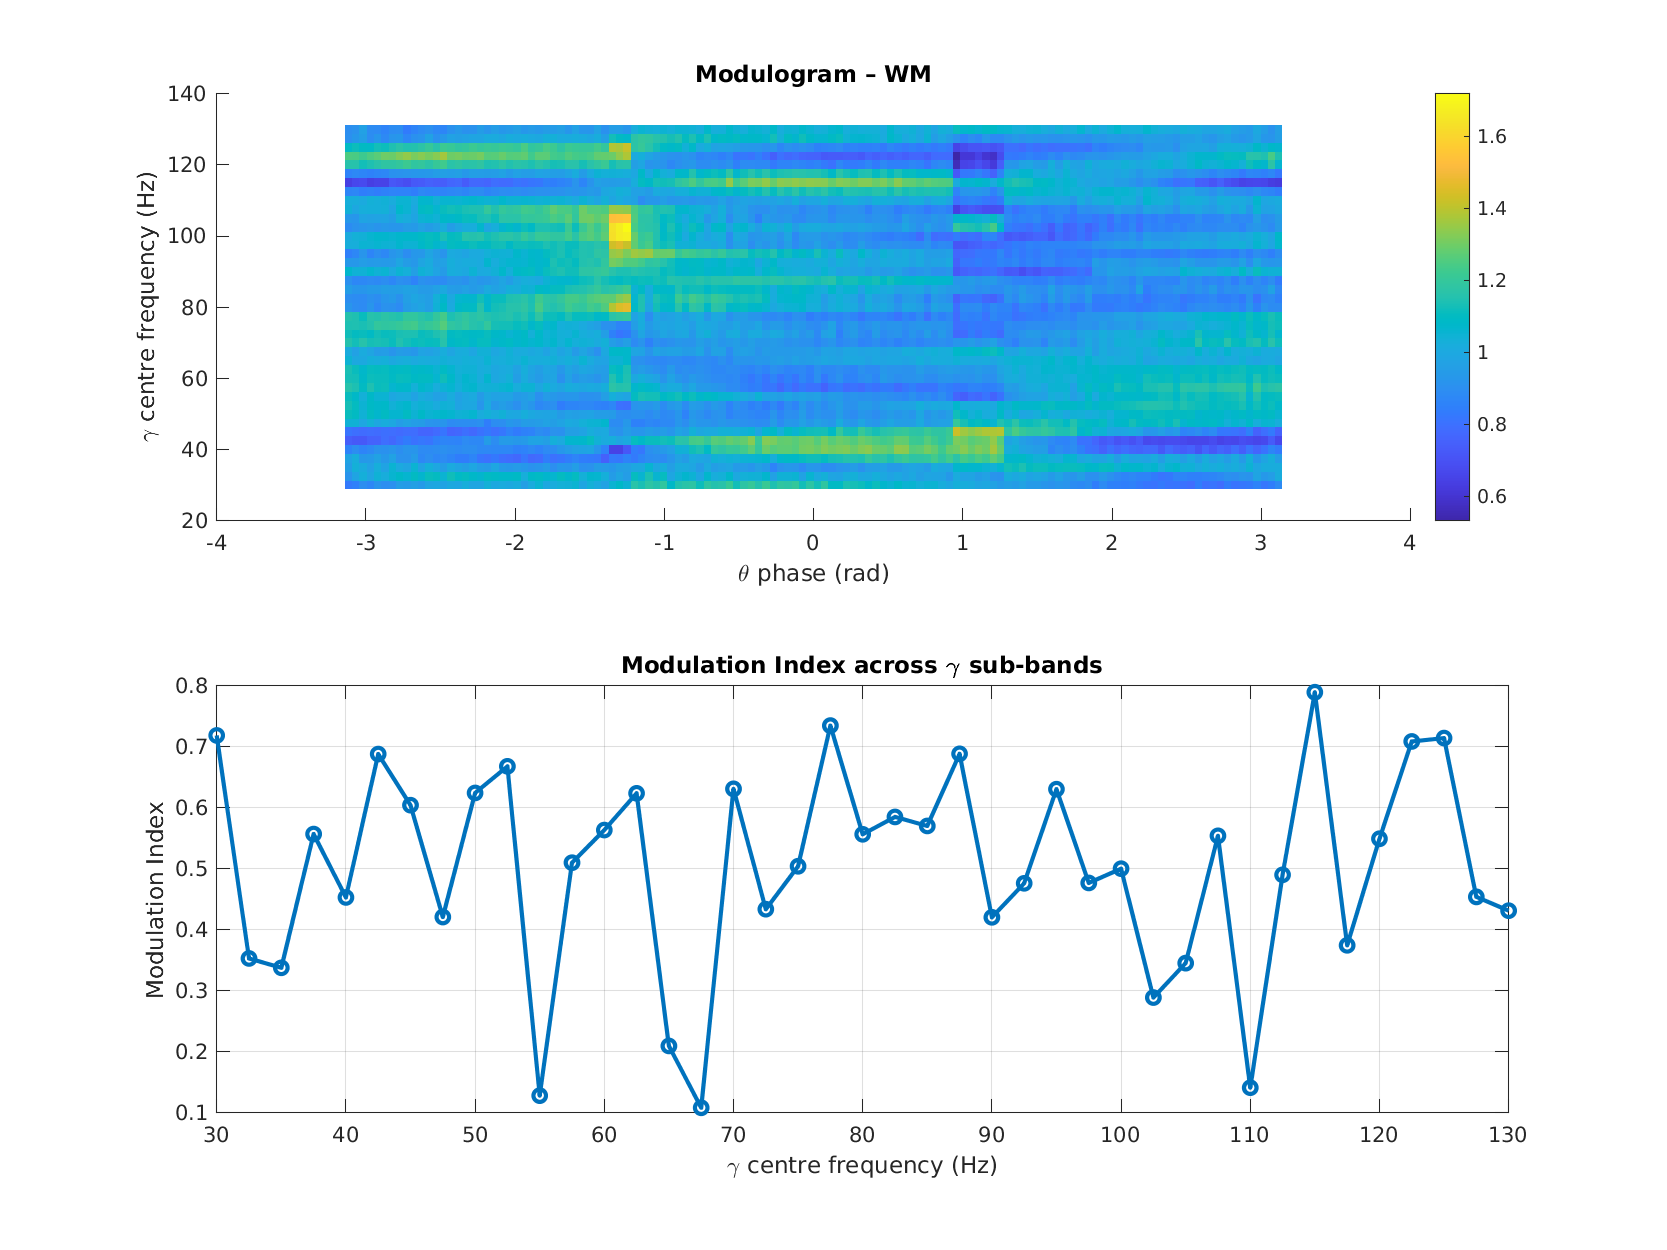 Modulogram – WM
140
120
100
80
60
40
20
γ centre frequency (Hz)
-4 -3 -2 -1 0 1 2 3 4
θ phase (rad)
1.6
1.4
1.2
1
0.8
0.6
Modulation Index across γ sub-bands
0.8
0.7
0.6
0.5
0.4
0.3
0.2
0.1
Modulation Index
30 40 50 60 70 80 90 100 110 120 130
γ centre frequency (Hz)